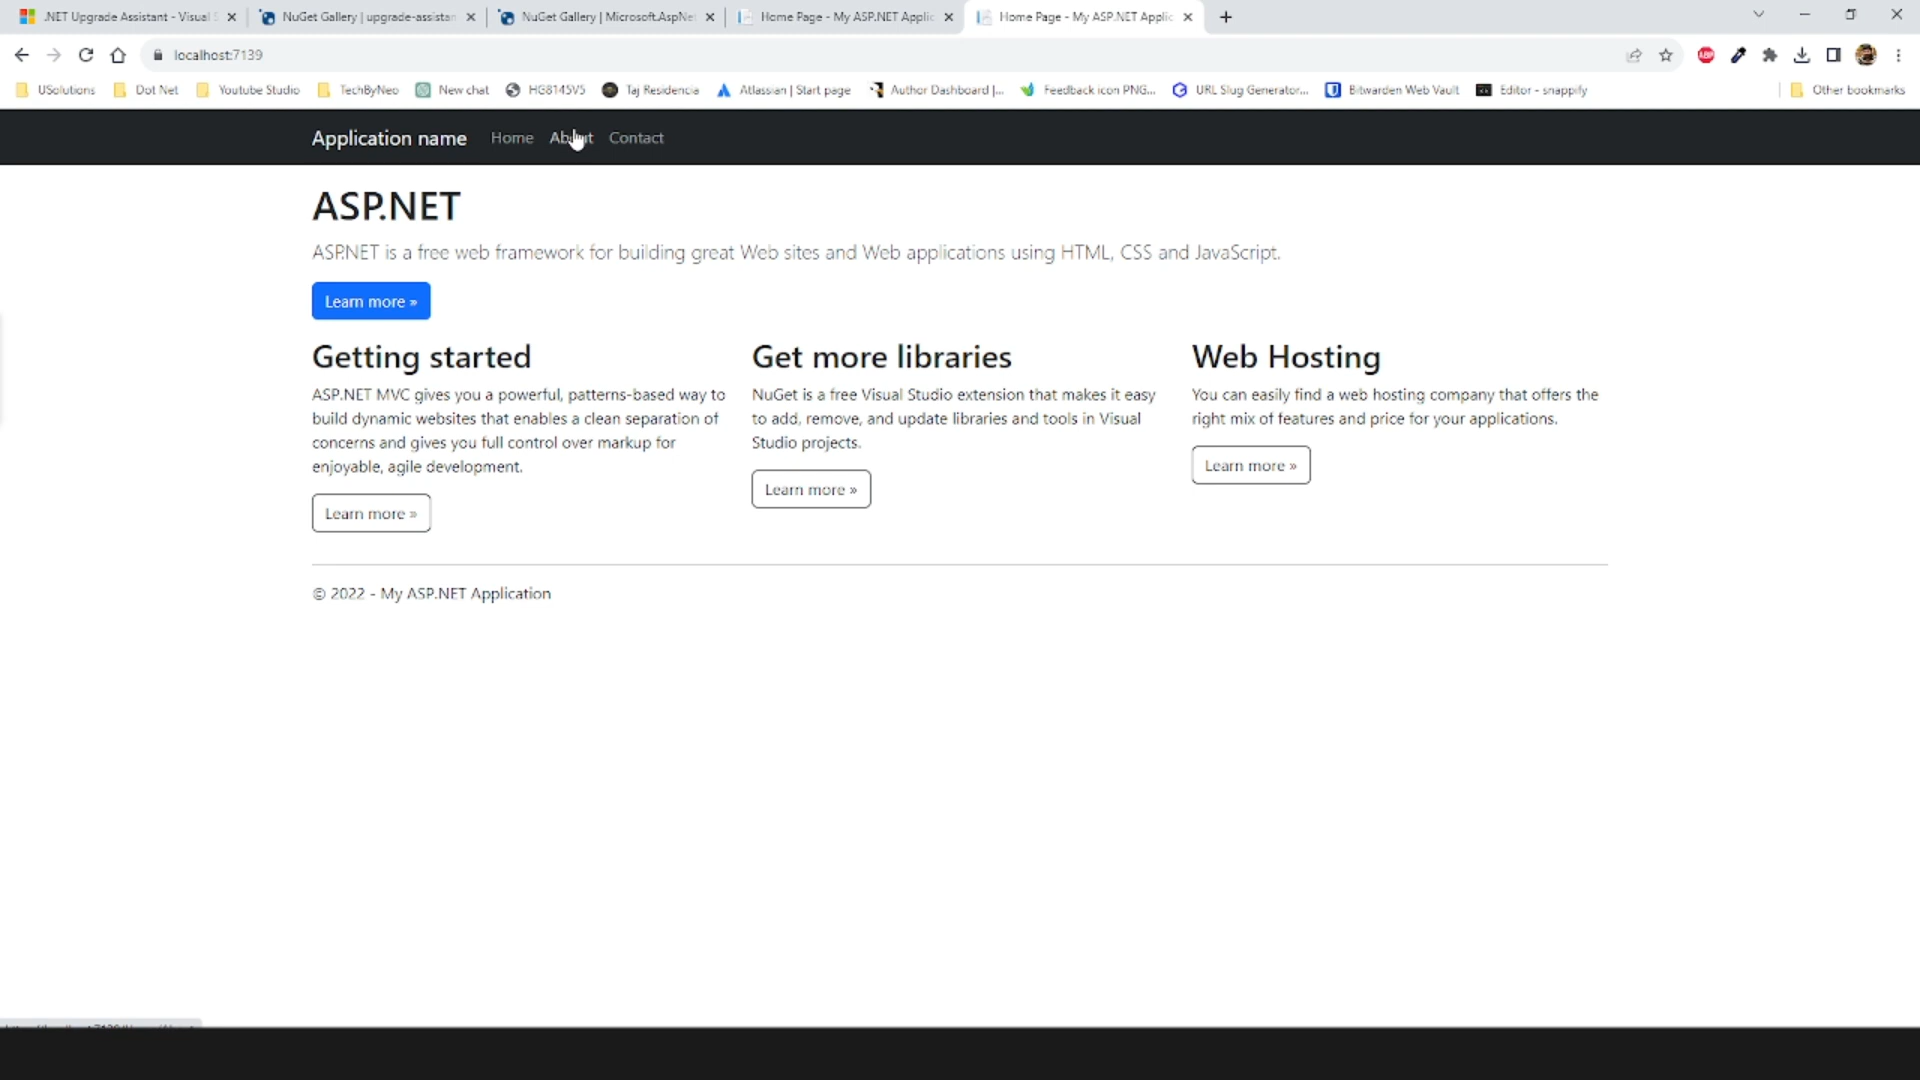 .NET Upgrade Assistant - Visual S
NuGet Gallery | upgrade-assistan
NuGet Gallery | Microsoft.AspNe
Home Page - My ASP.NET Applic
Home Page - My ASP.NET Applic
localhost:7139
ABP
USolutions
Dot Net
Youtube Studio
TechByNeo
New chat
HG8145V5
Taj Residencia
Atlassian | Start page
Author Dashboard |...
Feedback icon PNG...
URL Slug Generator...
Bitwarden Web Vault
Editor - snappify
Other bookmarks
Application name Home About Contact
ASP.NET
ASP.NET is a free web framework for building great Web sites and Web applications using HTML, CSS and JavaScript.
Learn more »
Getting started
ASP.NET MVC gives you a powerful, patterns-based way to
build dynamic websites that enables a clean separation of
concerns and gives you full control over markup for
enjoyable, agile development.
Learn more »
Get more libraries
NuGet is a free Visual Studio extension that makes it easy
to add, remove, and update libraries and tools in Visual
Studio projects.
Learn more »
Web Hosting
You can easily find a web hosting company that offers the
right mix of features and price for your applications.
Learn more »
© 2022 - My ASP.NET Application